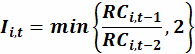 I_{i,t} = min{RC_{i,t-1} / RC_{i,t-2}, 2}